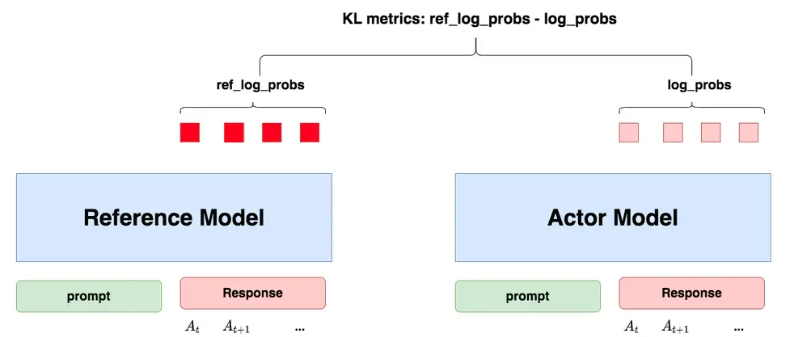 KL metrics: ref_log_probs - log_probs
ref_log_probs
log_probs
Reference Model
Actor Model
prompt
Response
prompt
Response
A_t A_{t+1} ...
A_t A_{t+1} ...